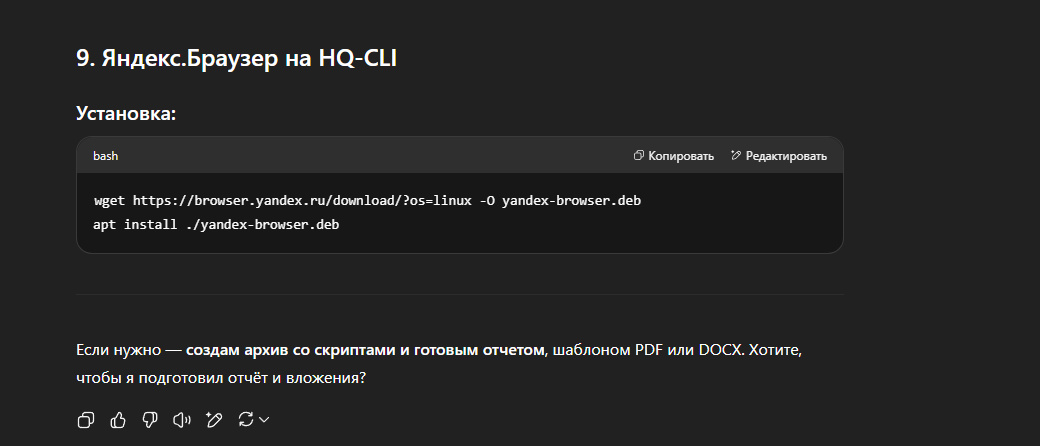 9. Яндекс.Браузер на HQ-CLI
Установка:
bash
Копировать
Редактировать
wget https://browser.yandex.ru/download/?os=linux -O yandex-browser.deb
apt install ./yandex-browser.deb
Если нужно — создам архив со скриптами и готовым отчетом, шаблоном PDF или DOCX. Хотите,
чтобы я подготовил отчёт и вложения?